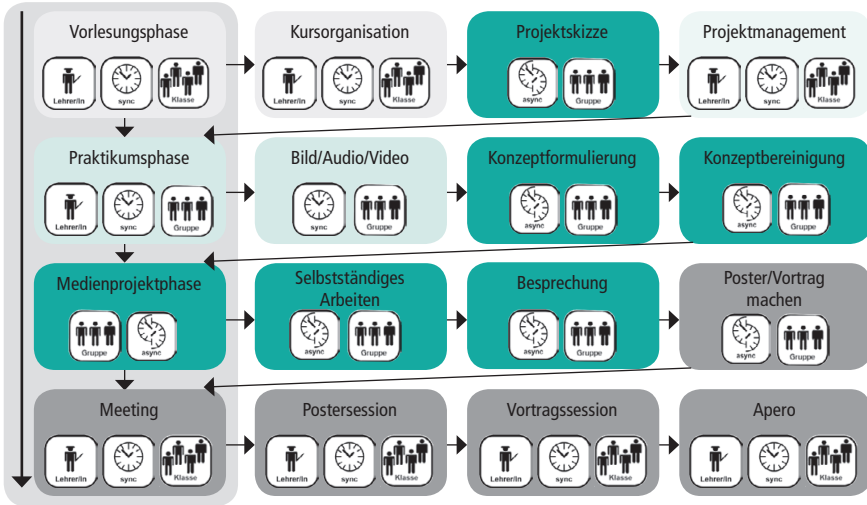 Vorlesungsphase
Lehrer/in sync Klasse
Kursorganisation
Lehrer/in sync Klasse
Projektskizze
async Gruppe
Projektmanagement
Lehrer/in sync Klasse
Praktikumsphase
Lehrer/in sync Gruppe
Bild/Audio/Video
sync Gruppe
Konzeptformulierung
async Gruppe
Konzeptbereinigung
async Gruppe
Medienprojektphase
Gruppe async
Selbstständiges
Arbeiten
async Gruppe
Besprechung
async Gruppe
Poster/Vortrag
machen
async Gruppe
Meeting
Lehrer/in sync Klasse
Postersession
Lehrer/in sync Klasse
Vortragssession
Lehrer/in sync Klasse
Apero
Lehrer/in sync Klasse